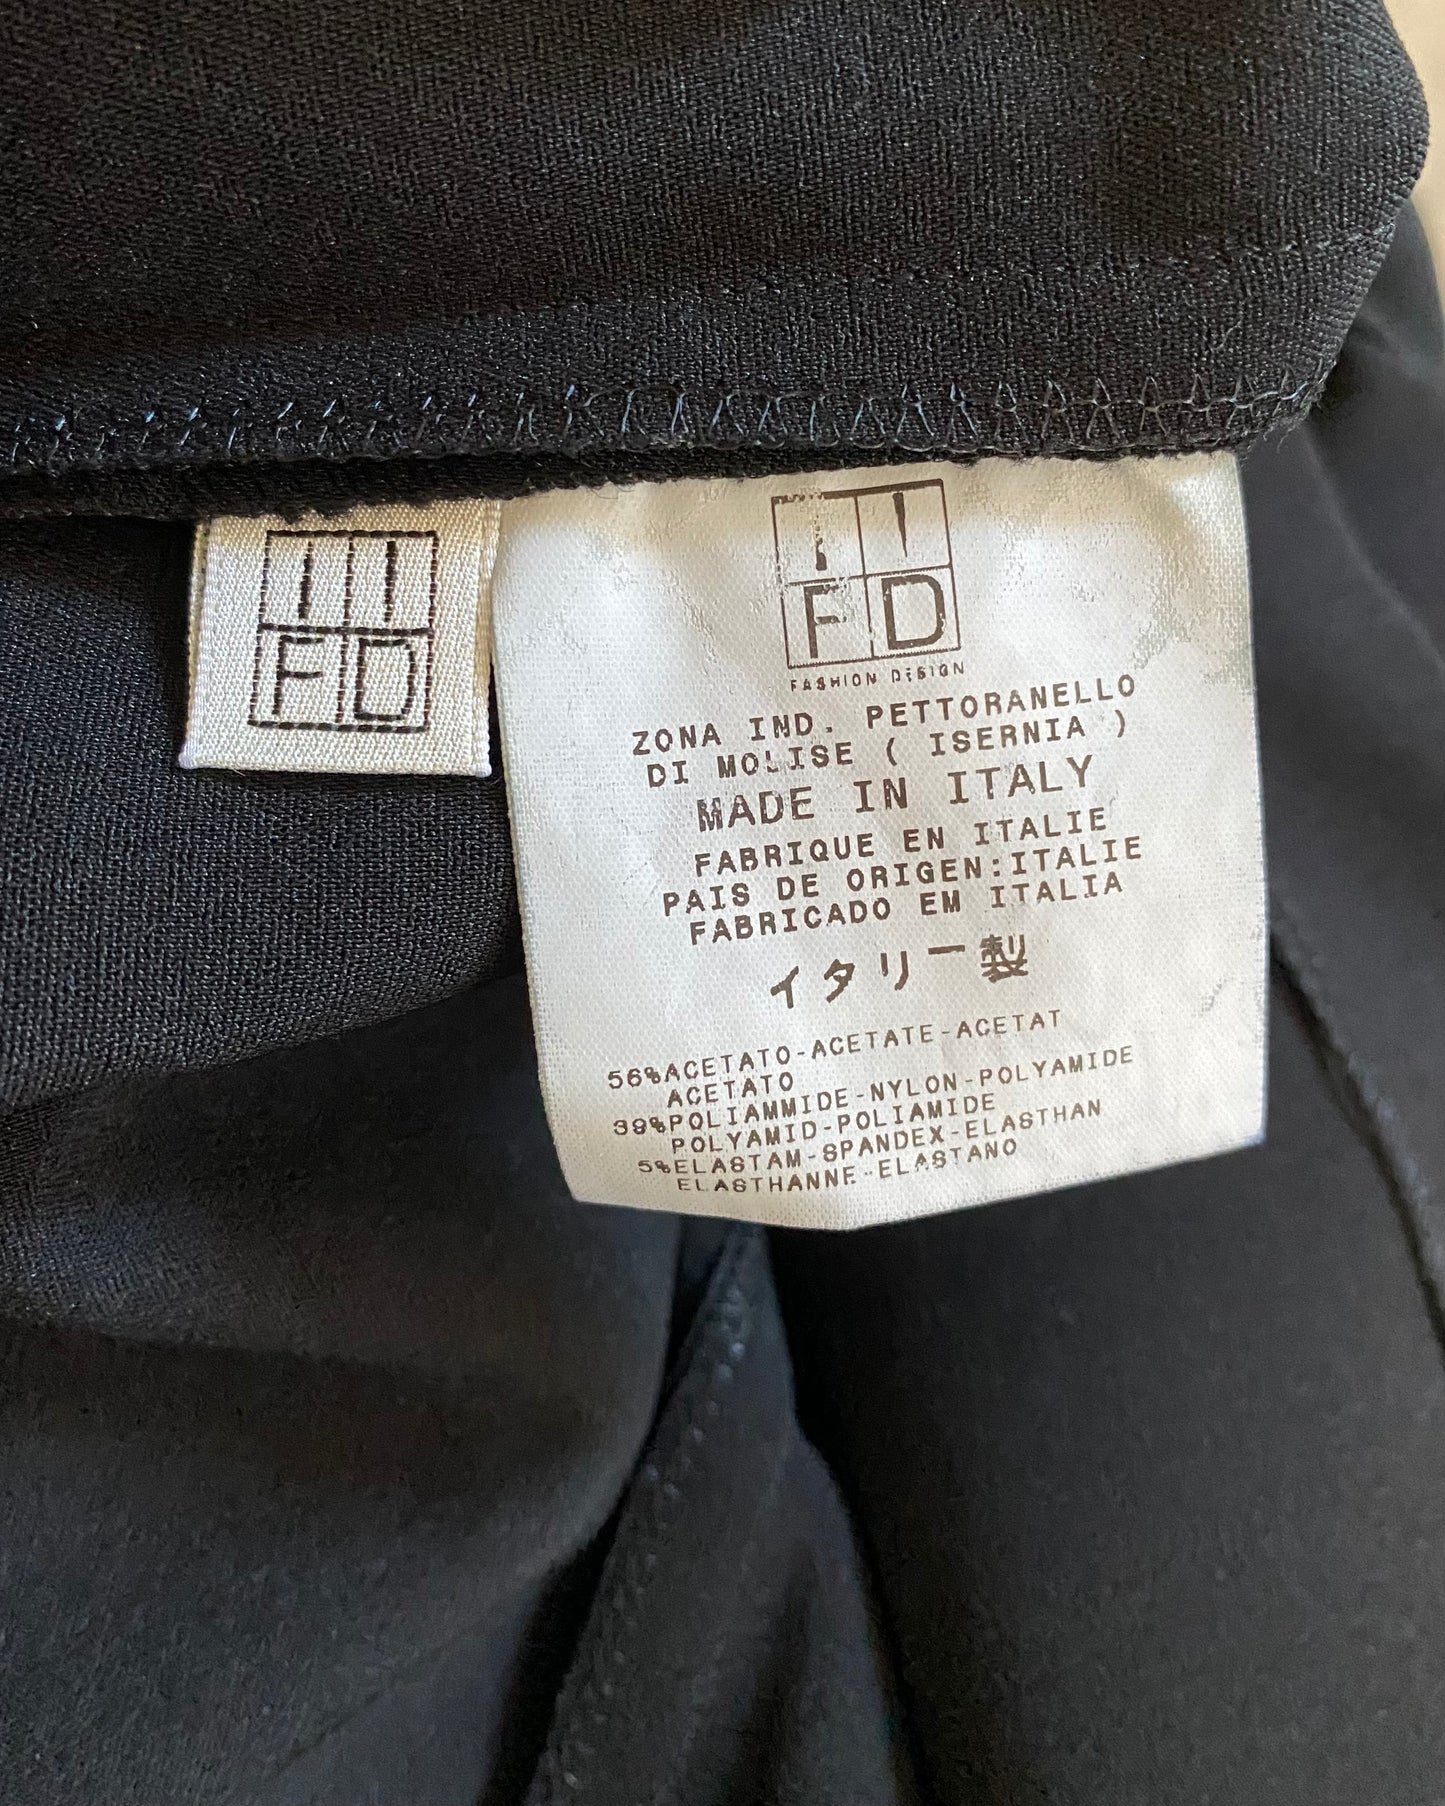 II
FD
II
FD
FASHION DESIGN
ZONA IND. PETTORANELLO
DI MOLISE ( ISERNIA )
MADE IN ITALY
FABRIQUE EN ITALIE
PAIS DE ORIGEN:ITALIE
FABRICADO EM ITALIA
イタリー製
56%ACETATO-ACETATE-ACETAT
ACETATO
39%POLIAMMIDE-NYLON-POLYAMIDE
POLYAMID-POLIAMIDE
5%ELASTAM-SPANDEX-ELASTHAN
ELASTHANNE-ELASTANO